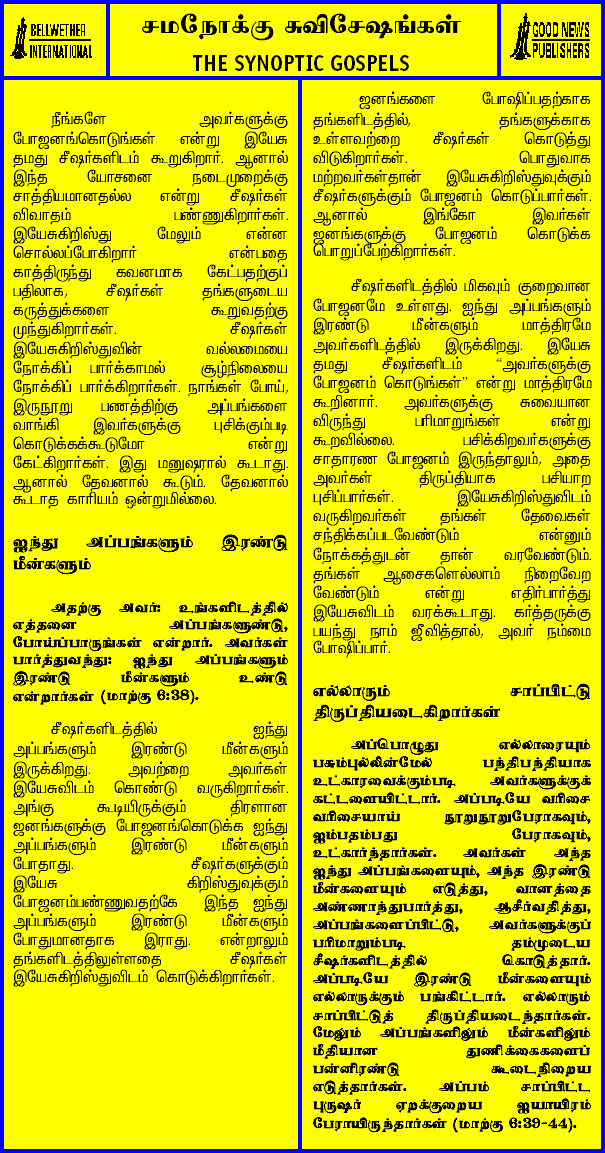 BELLWETHER
INTERNATIONAL
சமநோக்கு சுவிசேஷங்கள்
THE SYNOPTIC GOSPELS
GOOD NEWS
PUBLISHERS
நீங்களே அவர்களுக்கு
போஜனங்கொடுங்கள் என்று இயேசு
தமது சீஷர்களிடம் கூறுகிறார். ஆனால்
இந்த யோசனை நடைமுறைக்கு
சாத்தியமானதல்ல என்று சீஷர்கள்
விவாதம் பண்ணுகிறார்கள்.
இயேசுகிறிஸ்து மேலும் என்ன
சொல்லப்போகிறார் என்பதை
காத்திருந்து கவனமாக கேட்பதற்குப்
பதிலாக, சீஷர்கள் தங்களுடைய
கருத்துக்களை கூறுவதற்கு
முந்துகிறார்கள். சீஷர்கள்
இயேசுகிறிஸ்துவின் வல்லமையை
நோக்கிப் பார்க்காமல் சூழ்நிலையை
நோக்கிப் பார்க்கிறார்கள். நாங்கள் போய்,
இருநூறு பணத்திற்கு அப்பங்களை
வாங்கி இவர்களுக்கு புசிக்கும்படி
கொடுக்கக்கூடுமோ என்று
கேட்கிறார்கள். இது மனுஷரால் கூடாது.
ஆனால் தேவனால் கூடும். தேவனால்
கூடாத காரியம் ஒன்றுமில்லை.
ஐந்து அப்பங்களும் இரண்டு
மீன்களும்
அதற்கு அவர்: உங்களிடத்தில்
எத்தனை அப்பங்களுண்டு,
போய்ப்பாருங்கள் என்றார். அவர்கள்
பார்த்துவந்து: ஐந்து அப்பங்களும்
இரண்டு மீன்களும் உண்டு
என்றார்கள் (மாற்கு 6:38).
சீஷர்களிடத்தில் ஐந்து
அப்பங்களும் இரண்டு மீன்களும்
இருக்கிறது. அவற்றை அவர்கள்
இயேசுவிடம் கொண்டு வருகிறார்கள்.
அங்கு கூடியிருக்கும் திரளான
ஜனங்களுக்கு போஜனங்கொடுக்க ஐந்து
அப்பங்களும் இரண்டு மீன்களும்
போதாது. சீஷர்களுக்கும்
இயேசு கிறிஸ்துவுக்கும்
போஜனம்பண்ணுவதற்கே இந்த ஐந்து
அப்பங்களும் இரண்டு மீன்களும்
போதுமானதாக இராது. என்றாலும்
தங்களிடத்திலுள்ளதை சீஷர்கள்
இயேசுகிறிஸ்துவிடம் கொடுக்கிறார்கள்.
ஜனங்களை போஷிப்பதற்காக
தங்களிடத்தில், தங்களுக்காக
உள்ளவற்றை சீஷர்கள் கொடுத்து
விடுகிறார்கள். பொதுவாக
மற்றவர்கள்தான் இயேசுகிறிஸ்துவுக்கும்
சீஷர்களுக்கும் போஜனம் கொடுப்பார்கள்.
ஆனால் இங்கோ இவர்கள்
ஜனங்களுக்கு போஜனம் கொடுக்க
பொறுப்பேற்கிறார்கள்.
சீஷர்களிடத்தில் மிகவும் குறைவான
போஜனமே உள்ளது. ஐந்து அப்பங்களும்
இரண்டு மீன்களும் மாத்திரமே
அவர்களிடத்தில் இருக்கிறது. இயேசு
தமது சீஷர்களிடம் “அவர்களுக்கு
போஜனம் கொடுங்கள்” என்று மாத்திரமே
கூறினார். அவர்களுக்கு சுவையான
விருந்து பரிமாறுங்கள் என்று
கூறவில்லை. பசிக்கிறவர்களுக்கு
சாதாரண போஜனம் இருந்தாலும், அதை
அவர்கள் திருப்தியாக பசியாற
புசிப்பார்கள். இயேசுகிறிஸ்துவிடம்
வருகிறவர்கள் தங்கள் தேவைகள்
சந்திக்கப்படவேண்டும் என்னும்
நோக்கத்துடன் தான் வரவேண்டும்.
தங்கள் ஆசைகளெல்லாம் நிறைவேற
வேண்டும் என்று எதிர்பார்த்து
இயேசுவிடம் வரக்கூடாது. கர்த்தருக்கு
பயந்து நாம் ஜீவித்தால், அவர் நம்மை
போஷிப்பார்.
எல்லாரும் சாப்பிட்டு
திருப்தியடைகிறார்கள்
அப்பொழுது எல்லாரையும்
பசும்புல்லின்மேல் பந்திபந்தியாக
உட்காரவைக்கும்படி அவர்களுக்குக்
கட்டளையிட்டார். அப்படியே வரிசை
வரிசையாய் நூறுநூறுபேராகவும்,
ஐம்பதம்பது பேராகவும்,
உட்கார்ந்தார்கள். அவர்கள் அந்த
ஐந்து அப்பங்களையும், அந்த இரண்டு
மீன்களையும் எடுத்து, வானத்தை
அண்ணாந்துபார்த்து, ஆசீர்வதித்து,
அப்பங்களைப்பிட்டு, அவர்களுக்குப்
பரிமாறும்படி தம்முடைய
சீஷர்களிடத்தில் கொடுத்தார்.
அப்படியே இரண்டு மீன்களையும்
எல்லாருக்கும் பங்கிட்டார். எல்லாரும்
சாப்பிட்டுத் திருப்தியடைந்தார்கள்.
மேலும் அப்பங்களிலும் மீன்களிலும்
மீதியான துணிக்கைகளைப்
பன்னிரண்டு கூடைநிறைய
எடுத்தார்கள். அப்பம் சாப்பிட்ட
புருஷர் ஏறக்குறைய ஐயாயிரம்
பேராயிருந்தார்கள் (மாற்கு 6:39-44).